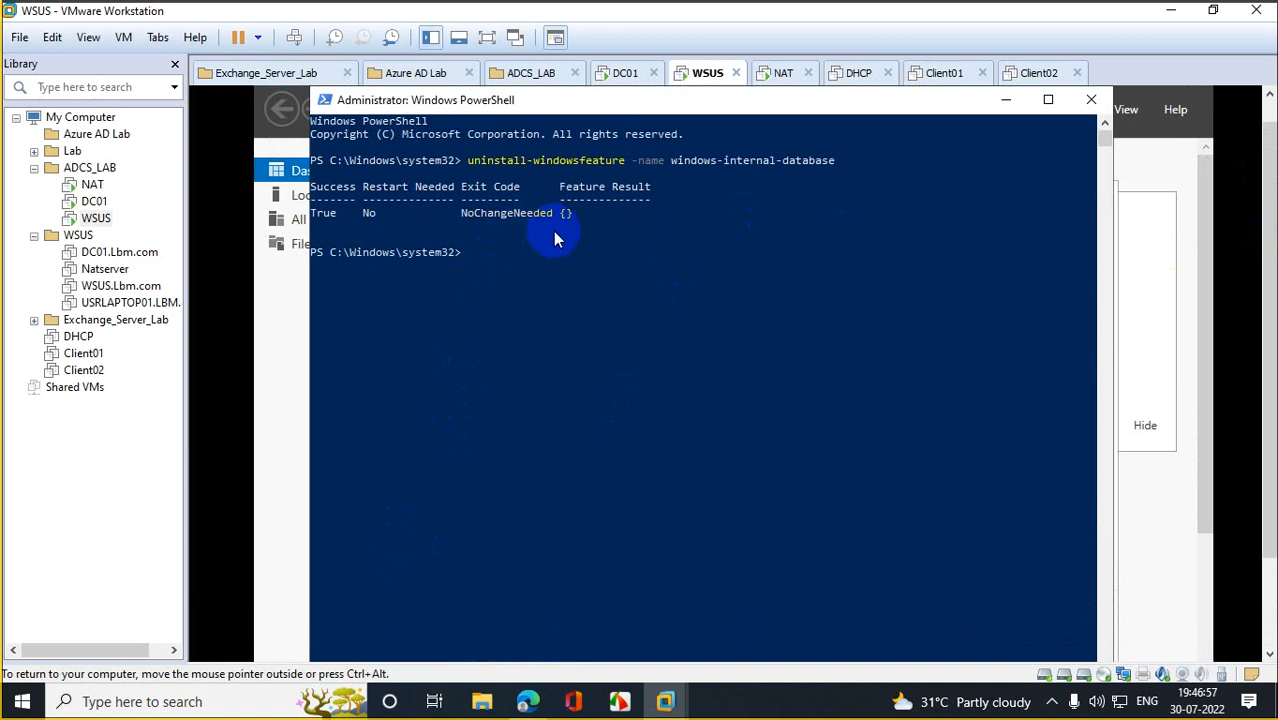 WSUS - VMware Workstation
File Edit View VM Tabs Help
Library
Type here to search
My Computer
Azure AD Lab
Lab
ADCS_LAB
NAT
DC01
WSUS
WSUS
DC01.Lbm.com
Natserver
WSUS.Lbm.com
USRLAPTOP01.LBM.
Exchange_Server_Lab
DHCP
Client01
Client02
Shared VMs
Exchange_Server_Lab Azure AD Lab ADCS_LAB DC01 WSUS NAT DHCP Client01 Client02
View Help
Das
Loc
All
File
Hide
Administrator: Windows PowerShell
Windows PowerShell
Copyright (C) Microsoft Corporation. All rights reserved.
PS C:\Windows\system32> uninstall-windowsfeature -name windows-internal-database
Success Restart Needed Exit Code Feature Result
------- -------------- --------- --------------
True No NoChangeNeeded {}
PS C:\Windows\system32>
To return to your computer, move the mouse pointer outside or press Ctrl+Alt.
Type here to search
31°C Partly cloudy
ENG
19:46:57
30-07-2022